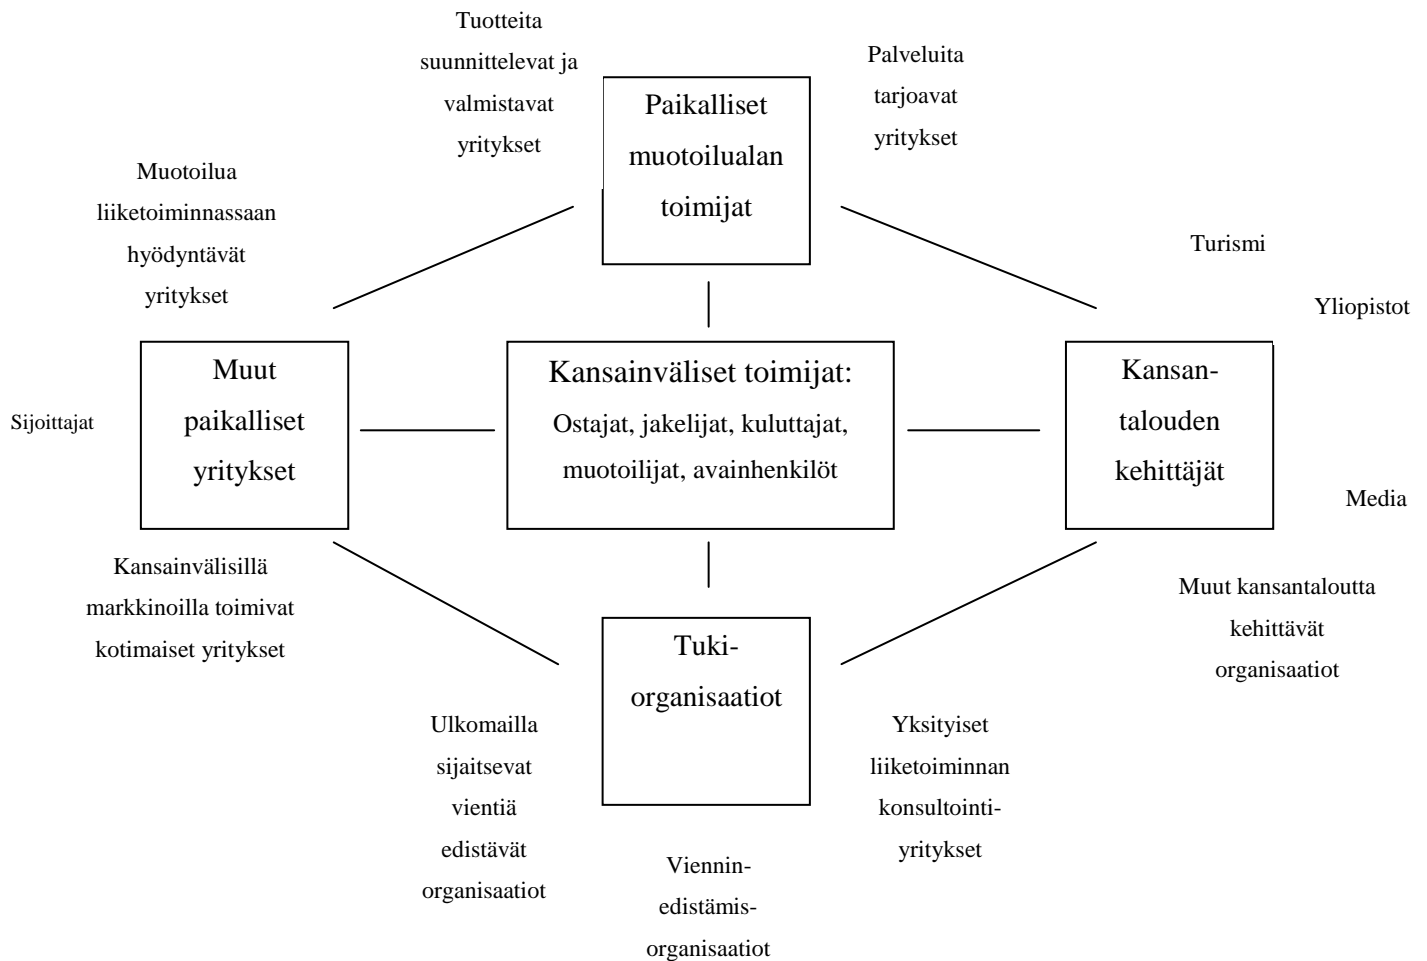 Tuotteita
suunnittelevat ja
valmistavat
yritykset
Palveluita
tarjoavat
yritykset
Paikalliset
muotoilualan
toimijat
Muotoilua
liiketoiminnassaan
hyödyntävät
yritykset
Turismi
Yliopistot
Sijoittajat
Muut
paikalliset
yritykset
Kansainväliset toimijat:
Ostajat, jakelijat, kuluttajat,
muotoilijat, avainhenkilöt
Kansan-
talouden
kehittäjät
Media
Kansainvälisillä
markkinoilla toimivat
kotimaiset yritykset
Muut kansantaloutta
kehittävät
organisaatiot
Tuki-
organisaatiot
Ulkomailla
sijaitsevat
vientiä
edistävät
organisaatiot
Yksityiset
liiketoiminnan
konsultointi-
yritykset
Viennin-
edistämis-
organisaatiot